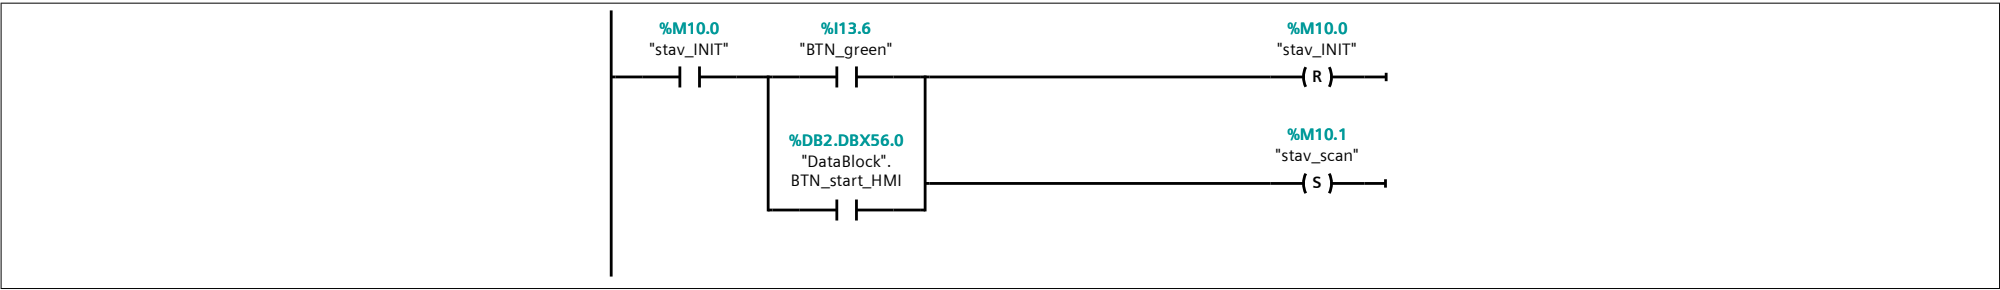 %M10.0
"stav_INIT"
%I13.6
"BTN_green"
%M10.0
"stav_INIT"
R
%DB2.DBX56.0
"DataBlock".
BTN_start_HMI
%M10.1
"stav_scan"
S